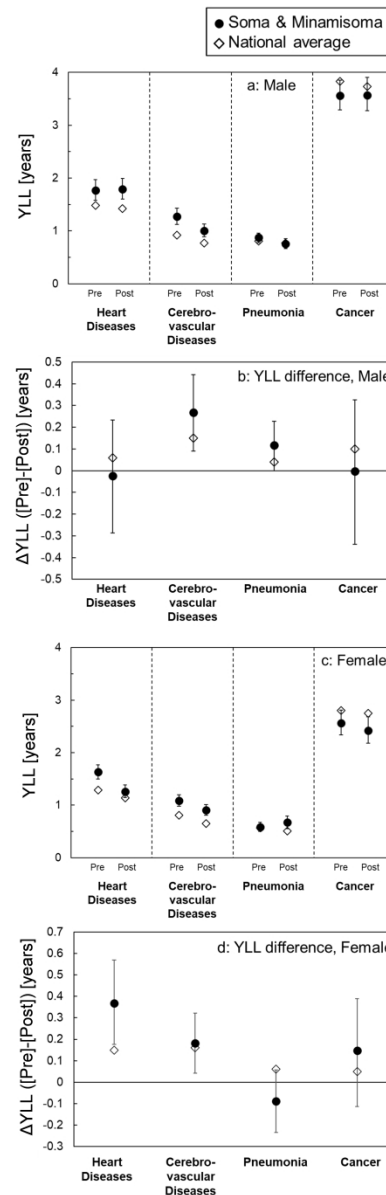 Soma & Minamisoma
National average
a: Male
YLL [years]
4
3
2
1
0
Pre Post Pre Post Pre Post Pre Post
Heart Diseases
Cerebro-vascular Diseases
Pneumonia
Cancer
b: YLL difference, Male
ΔYLL ([Pre]-[Post]) [years]
0.5
0.4
0.3
0.2
0.1
0
-0.1
-0.2
-0.3
-0.4
-0.5
Heart Diseases
Cerebro-vascular Diseases
Pneumonia
Cancer
c: Female
YLL [years]
4
3
2
1
0
Pre Post Pre Post Pre Post Pre Post
Heart Diseases
Cerebro-vascular Diseases
Pneumonia
Cancer
d: YLL difference, Female
ΔYLL ([Pre]-[Post]) [years]
0.7
0.6
0.5
0.4
0.3
0.2
0.1
0
-0.1
-0.2
-0.3
Heart Diseases
Cerebro-vascular Diseases
Pneumonia
Cancer